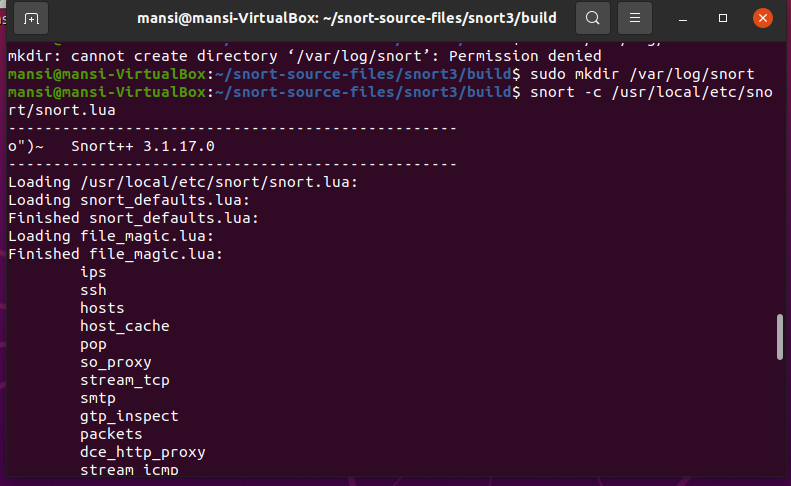 mansi@mansi-VirtualBox: ~/snort-source-files/snort3/build
mkdir: cannot create directory ‘/var/log/snort’: Permission denied
mansi@mansi-VirtualBox:~/snort-source-files/snort3/build$ sudo mkdir /var/log/snort
mansi@mansi-VirtualBox:~/snort-source-files/snort3/build$ snort -c /usr/local/etc/sno
rt/snort.lua
--------------------------------------------------
o")~   Snort++ 3.1.17.0
--------------------------------------------------
Loading /usr/local/etc/snort/snort.lua:
Loading snort_defaults.lua:
Finished snort_defaults.lua:
Loading file_magic.lua:
Finished file_magic.lua:
        ips
        ssh
        hosts
        host_cache
        pop
        so_proxy
        stream_tcp
        smtp
        gtp_inspect
        packets
        dce_http_proxy
        stream_icmp